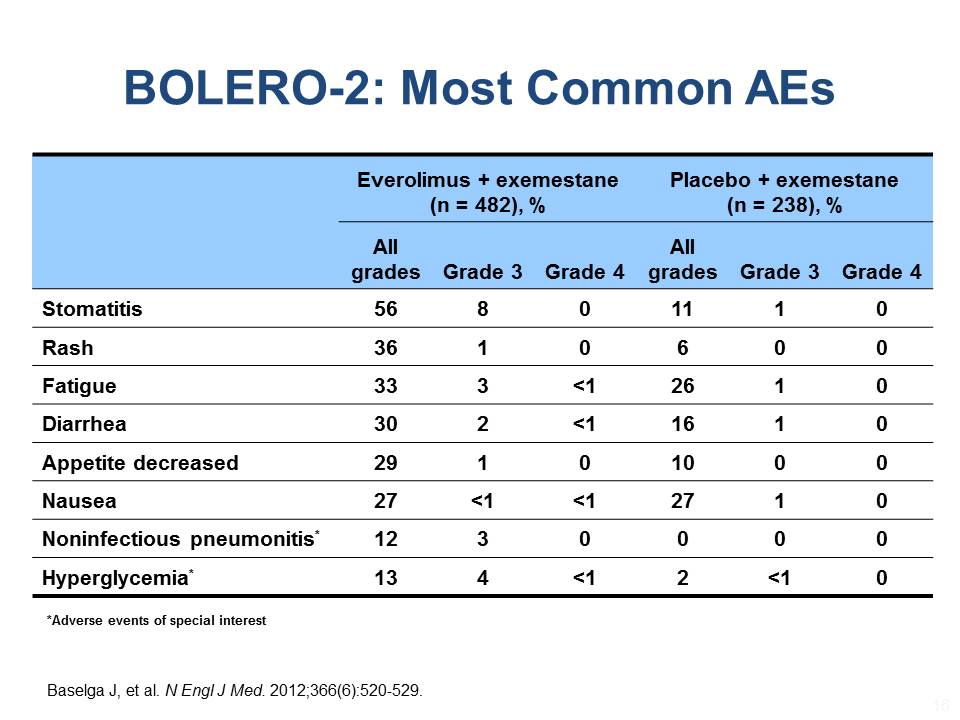 BOLERO-2: Most Common AEs
Everolimus + exemestane (n = 482), % Placebo + exemestane (n = 238), %
All grades Grade 3 Grade 4 All grades Grade 3 Grade 4
Stomatitis 56 8 0 11 1 0
Rash 36 1 0 6 0 0
Fatigue 33 3 <1 26 1 0
Diarrhea 30 2 <1 16 1 0
Appetite decreased 29 1 0 10 0 0
Nausea 27 <1 <1 27 1 0
Noninfectious pneumonitis* 12 3 0 0 0 0
Hyperglycemia* 13 4 <1 2 <1 0
*Adverse events of special interest
Baselga J, et al. N Engl J Med. 2012;366(6):520-529.
16